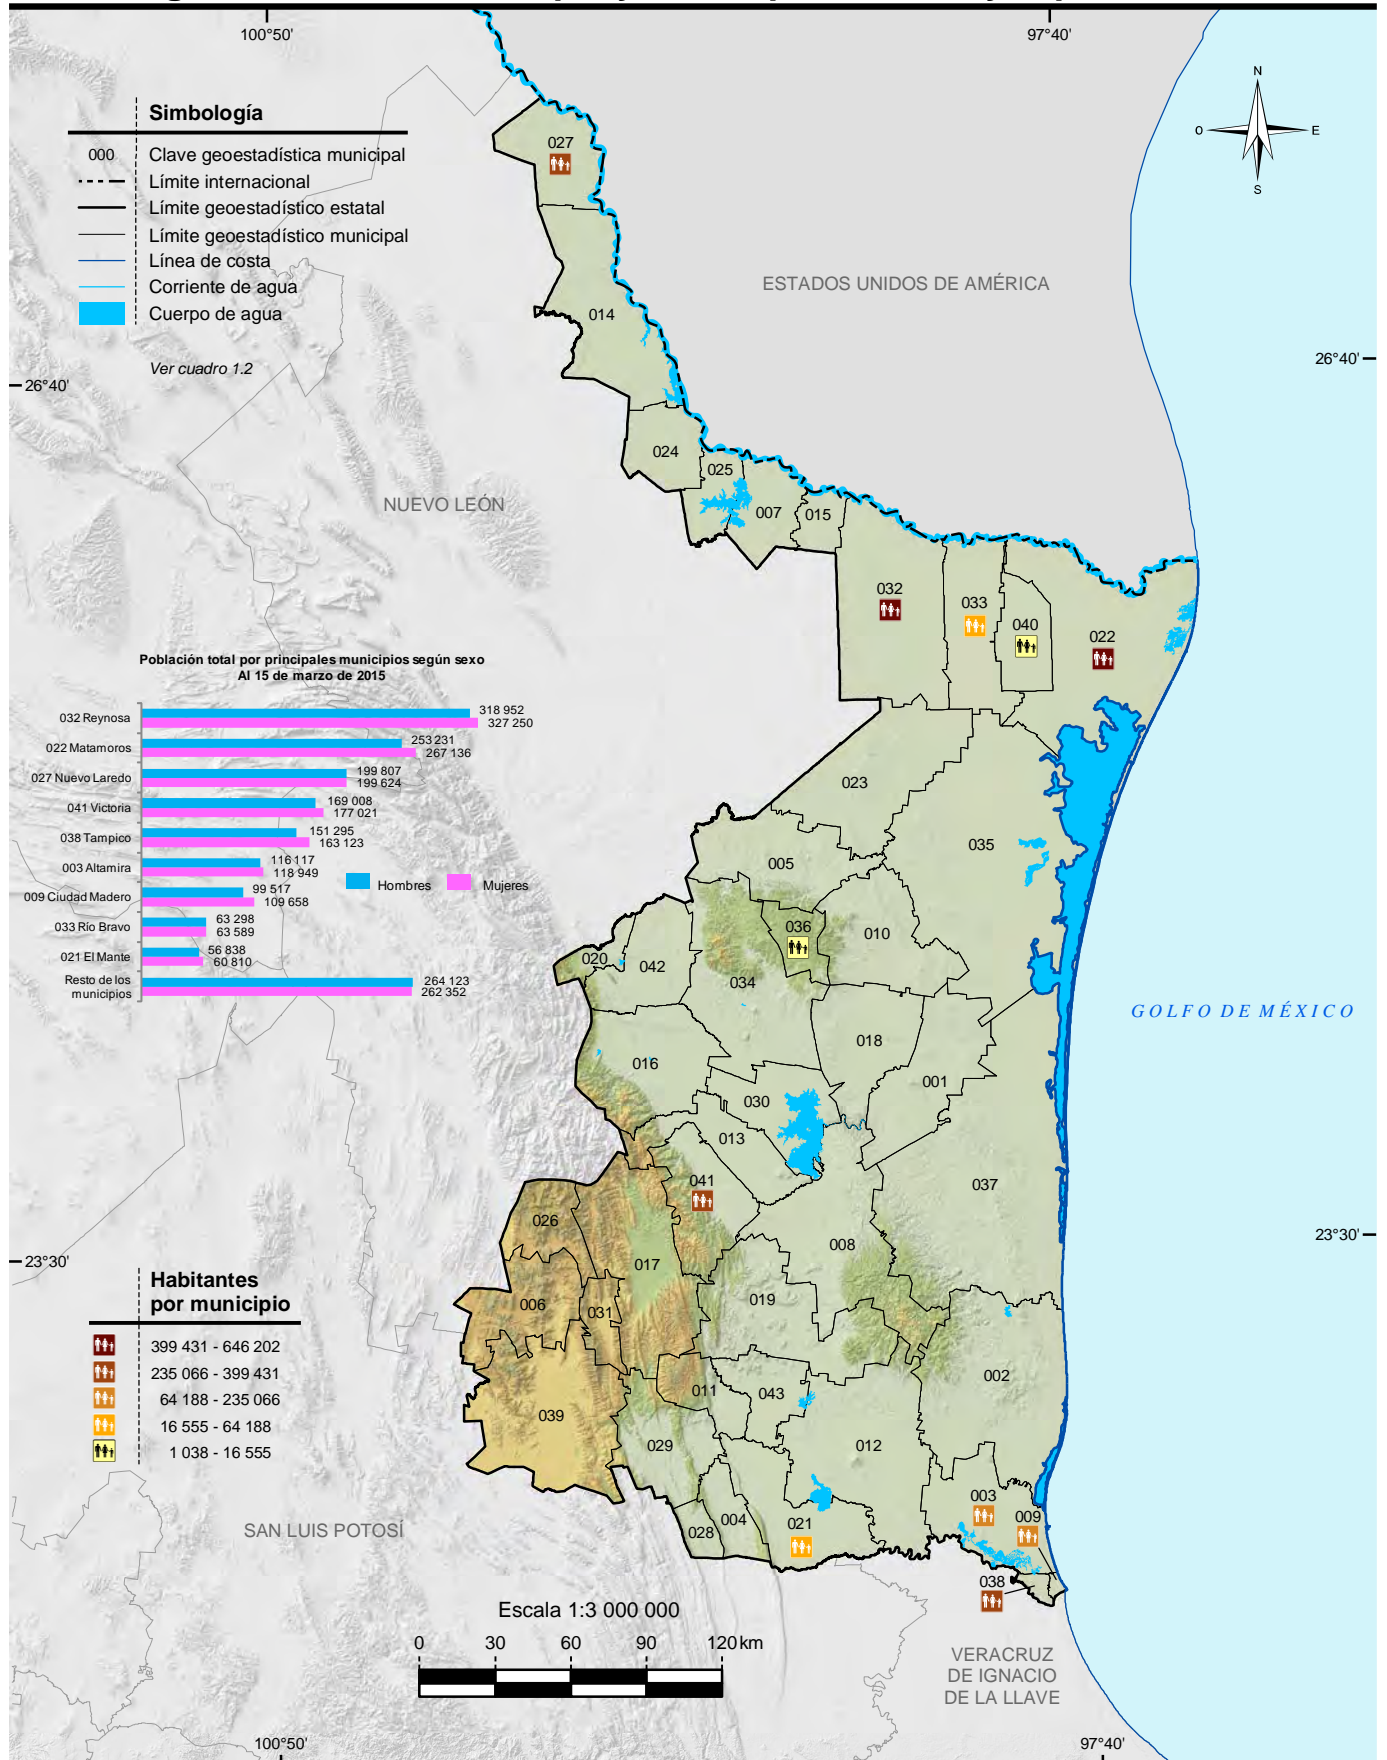 100°50'
97°40'
N
O
E
S
Simbología
000 Clave geoestadística municipal
Límite internacional
Límite geoestadístico estatal
Límite geoestadístico municipal
Línea de costa
Corriente de agua
Cuerpo de agua
Ver cuadro 1.2
26°40'
26°40'
ESTADOS UNIDOS DE AMÉRICA
NUEVO LEÓN
027
014
024
025
007
015
032
033
040
022
Población total por principales municipios según sexo
Al 15 de marzo de 2015
032 Reynosa 318 952
327 250
022 Matamoros 253 231
267 136
027 Nuevo Laredo 199 807
199 624
041 Victoria 169 008
177 021
038 Tampico 151 295
163 123
003 Altamira 116 117
118 949
009 Ciudad Madero 99 517
109 658
033 Río Bravo 63 298
63 589
021 El Mante 56 838
60 810
Resto de los
municipios
264 123
262 352
Hombres
Mujeres
023
035
005
036
010
020
042
034
018
016
001
030
013
037
041
026
008
017
019
006
031
002
011
043
039
029
012
003
009
004
021
028
038
GOLFO DE MÉXICO
23°30'
23°30'
Habitantes
por municipio
399 431 - 646 202
235 066 - 399 431
64 188 - 235 066
16 555 - 64 188
1 038 - 16 555
SAN LUIS POTOSÍ
Escala 1:3 000 000
0 30 60 90 120 km
VERACRUZ
DE IGNACIO
DE LA LLAVE
100°50'
97°40'